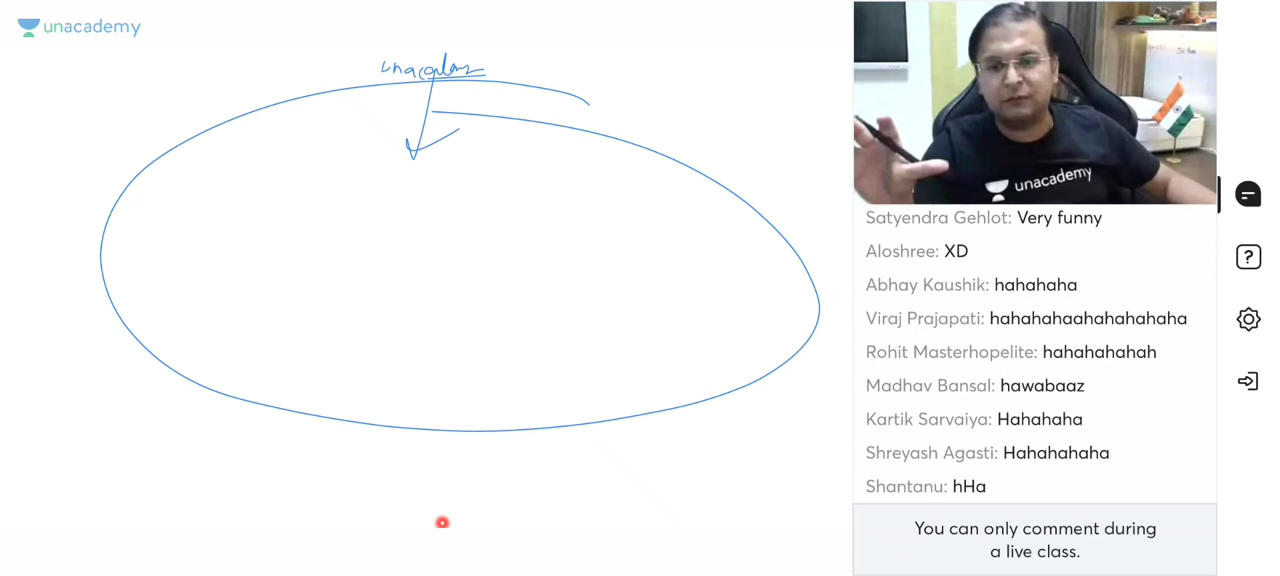 unacademy
unacademy
unacademy
Satyendra Gehlot: Very funny
Aloshree: XD
Abhay Kaushik: hahahaha
Viraj Prajapati: hahahahaahahahahaha
Rohit Masterhopelite: hahahahahah
Madhav Bansal: hawabaaz
Kartik Sarvaiya: Hahahaha
Shreyash Agasti: Hahahahaha
Shantanu: hHa
You can only comment during
a live class.